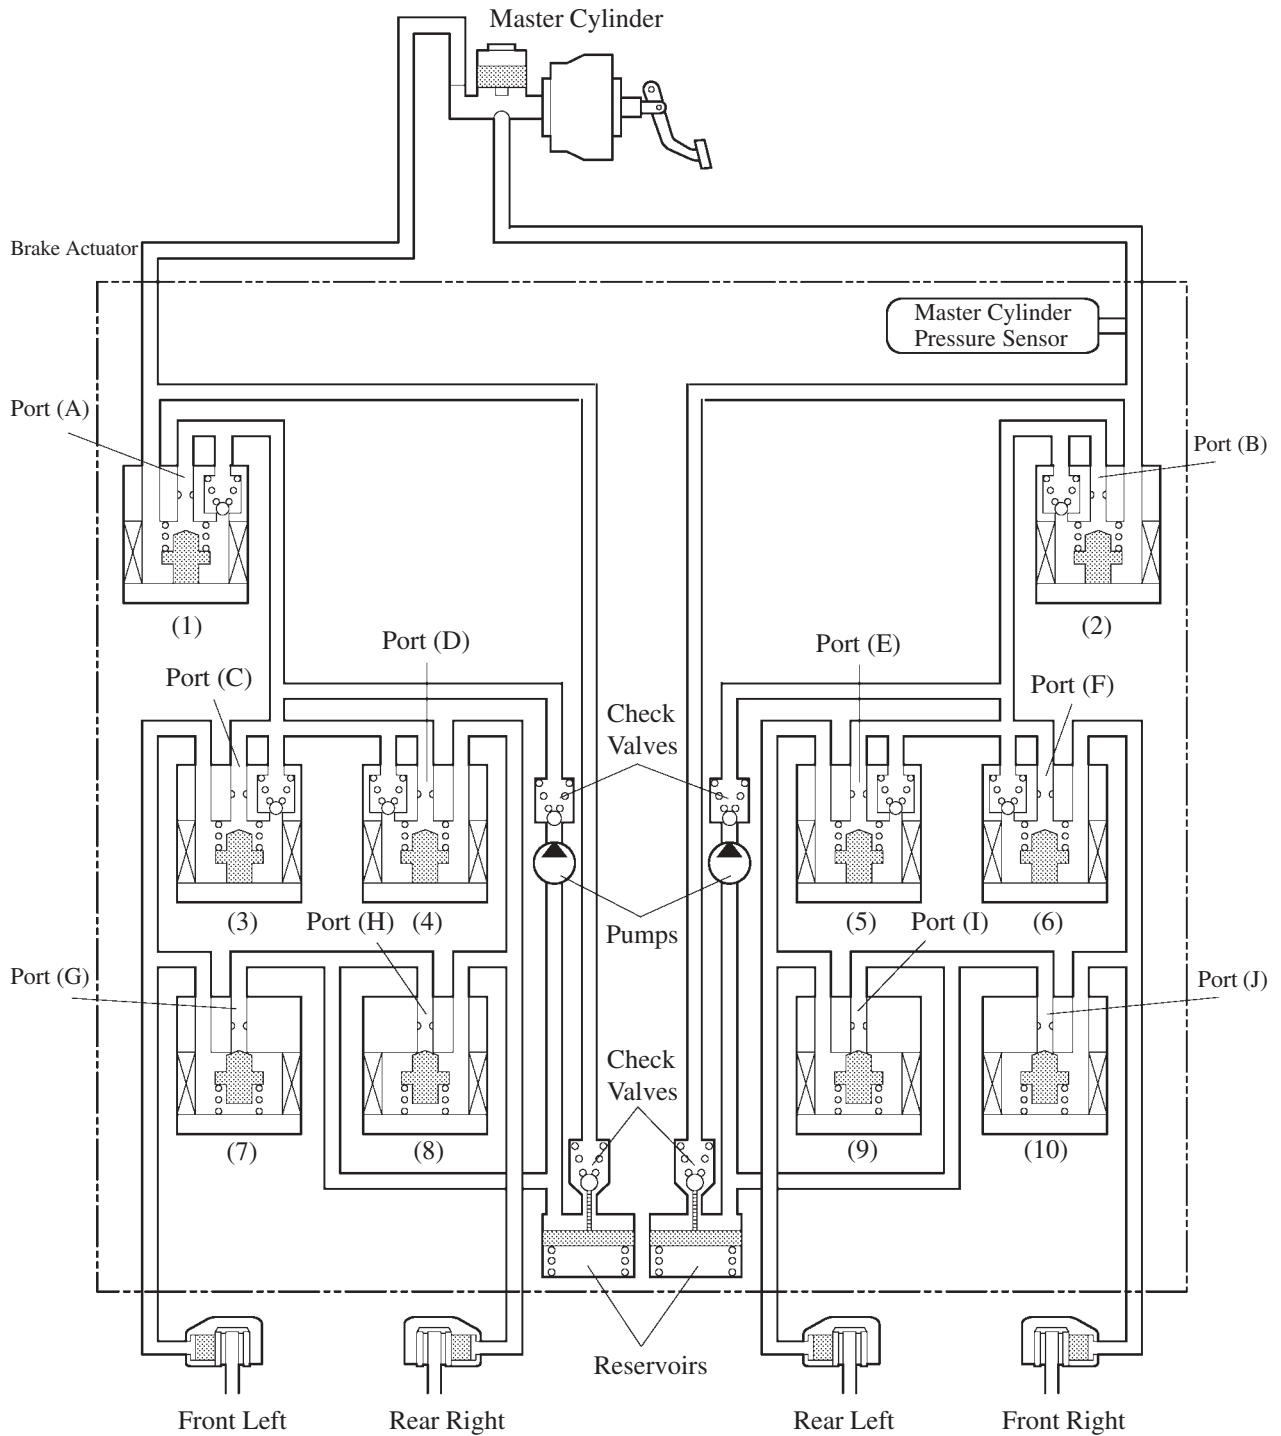 Master Cylinder
Brake Actuator
Master Cylinder
Pressure Sensor
Port (A)
Port (B)
(1)
(2)
Port (D)
Port (E)
Port (C)
Port (F)
Check
Valves
(3)
Port (H)
(4)
Pumps
(5)
Port (I)
(6)
Port (G)
Port (J)
Check
Valves
(7)
(8)
(9)
(10)
Reservoirs
Front Left
Rear Right
Rear Left
Front Right